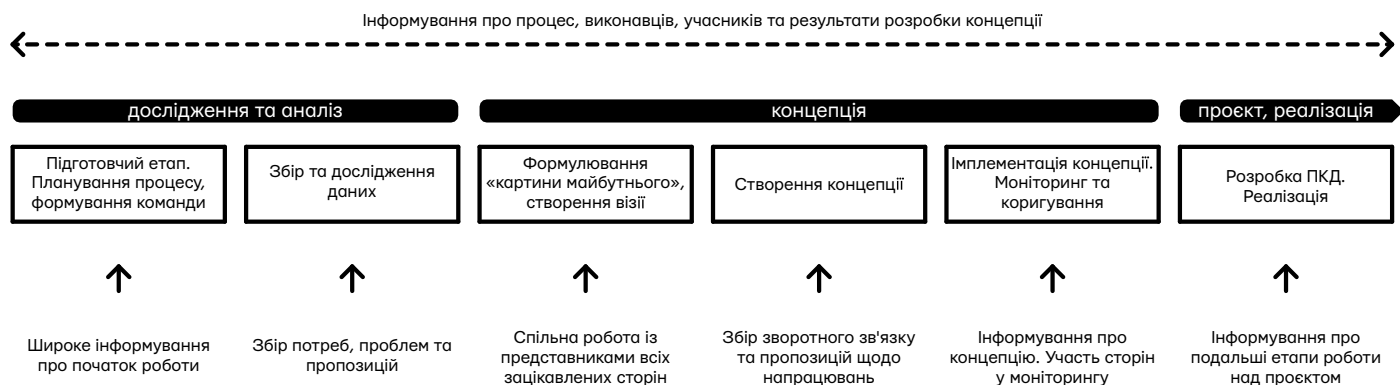 Інформування про процес, виконавців, учасників та результати розробки концепції
дослідження та аналіз
концепція
проєкт, реалізація
Підготовчий етап.
Планування процесу,
формування команди
Збір та дослідження
даних
Формулювання
«картини майбутнього»,
створення візії
Створення концепції
Імплементація концепції.
Моніторинг та
коригування
Розробка ПКД.
Реалізація
Широке інформування
про початок роботи
Збір потреб, проблем та
пропозицій
Спільна робота із
представниками всіх
зацікавлених сторін
Збір зворотного зв'язку
та пропозицій щодо
напрацювань
Інформування про
концепцію. Участь сторін
у моніторингу
Інформування про
подальші етапи роботи
над проєктом